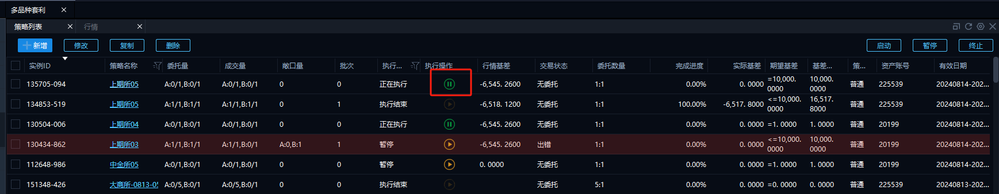 多品种套利
策略列表 行情
新增 修改 复制 删除 启动 暂停 终止
实例ID 策略名称 委托量 成交量 敞口量 批次 执行... 执行操作 行情基差 交易状态 委托数量 完成进度 实际基差 期望基差 基差... 策... 资产账号 有效日期
135705-094 上期所05 A:0/1,B:0/1 A:0/1,B:0/1 0 0 正在执行 -6,545.2600 无委托 1:1 0.00% 0.0000 =10,000.0000 10,000.0000 普通 225539 20240814-202...
134853-519 上期所05 A:1/1,B:1/1 A:1/1,B:1/1 0 1 执行结束 -6,518.1200 无委托 1:1 100.00% -6,517.8000 <=10,000.0000 16,517.8000 普通 225539 20240814-202...
130504-006 上期所04 A:0/1,B:0/1 A:0/1,B:0/1 0 0 正在执行 -6,545.2600 无委托 1:1 0.00% 0.0000 =1.0000 1.0000 普通 20199 20240814-202...
130434-862 上期所03 A:1/1,B:1/1 A:1/1,B:0/1 A:0,B:1 1 暂停 -6,545.2600 出错 1:1 0.00% 0.0000 <=10,000.0000 10,000.0000 普通 20199 20240814-202...
112648-986 中金所05 A:0/1,B:0/1 A:0/1,B:0/1 0 0 暂停 0.0000 无委托 1:1 0.00% 0.0000 =1.0000 1.0000 普通 20199 20240814-202...
151348-426 大商所-0813-05 A:0/5,B:0/1 A:0/5,B:0/1 0 0 执行结束 无委托 5:1 0.00% 0.0000 =0.0000 0.0000 普通 225539 20240813-202...